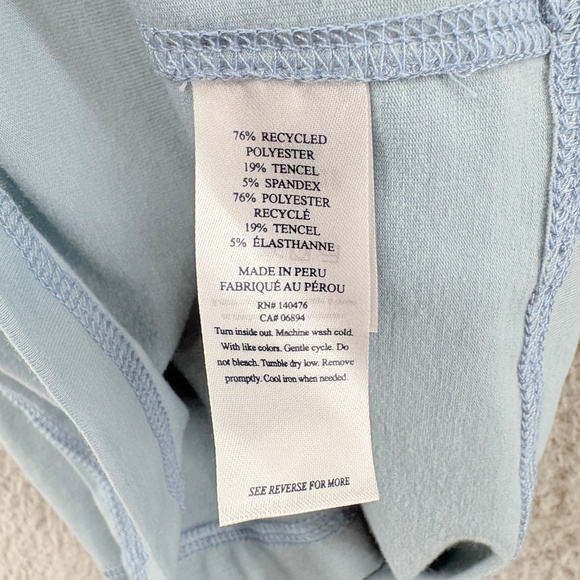 76% RECYCLED
POLYESTER
19% TENCEL
5% SPANDEX
76% POLYESTER
RECYCLÉ
19% TENCEL
5% ÉLASTHANNE
MADE IN PERU
FABRIQUÉ AU PÉROU
RN# 140476
CA# 06894
Turn inside out. Machine wash cold.
With like colors. Gentle cycle. Do
not bleach. Tumble dry low. Remove
promptly. Cool iron when needed.
SEE REVERSE FOR MORE